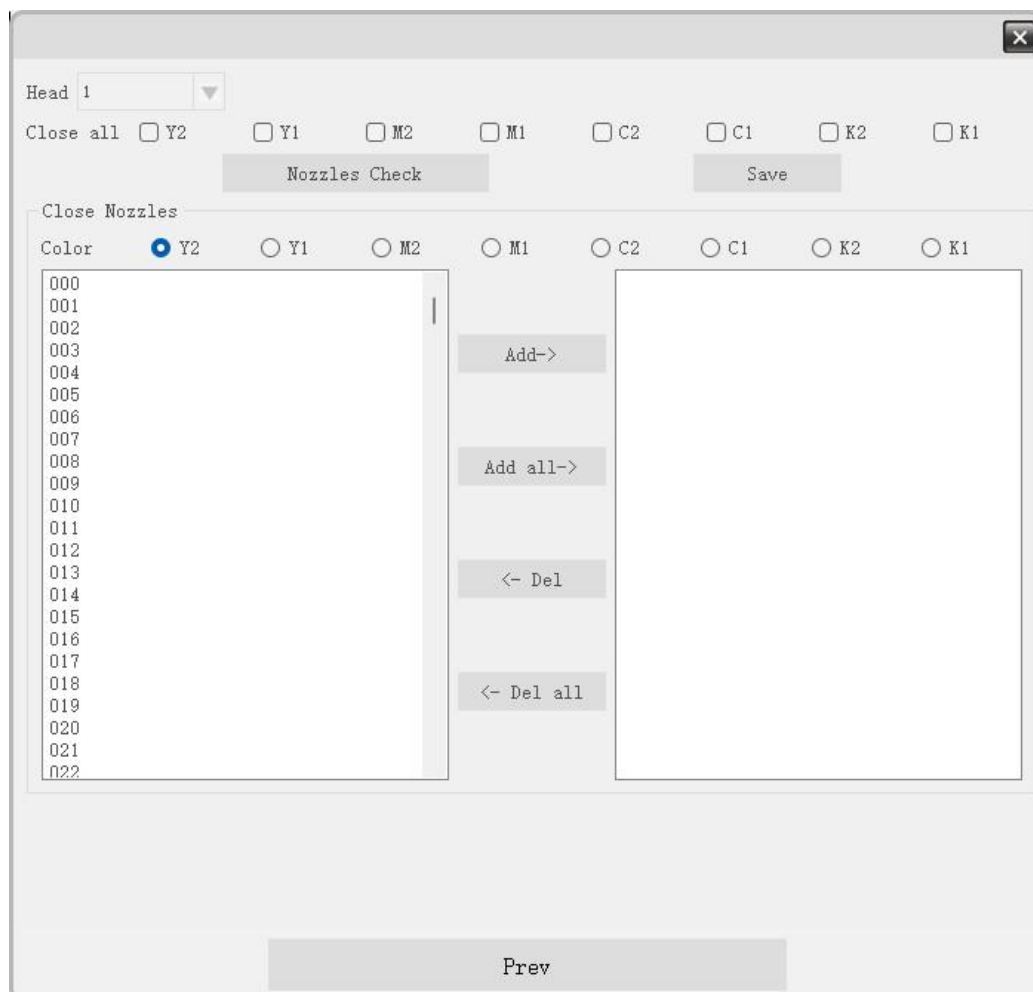 Head 1
Close all Y2 Y1 M2 M1 C2 C1 K2 K1
Nozzles Check Save
Close Nozzles
Color Y2 Y1 M2 M1 C2 C1 K2 K1
000
001
002
003
Add->
004
005
006
007
008
Add all->
009
010
011
012
013
<- Del
014
015
016
017
018
<- Del all
019
020
021
022
Prev